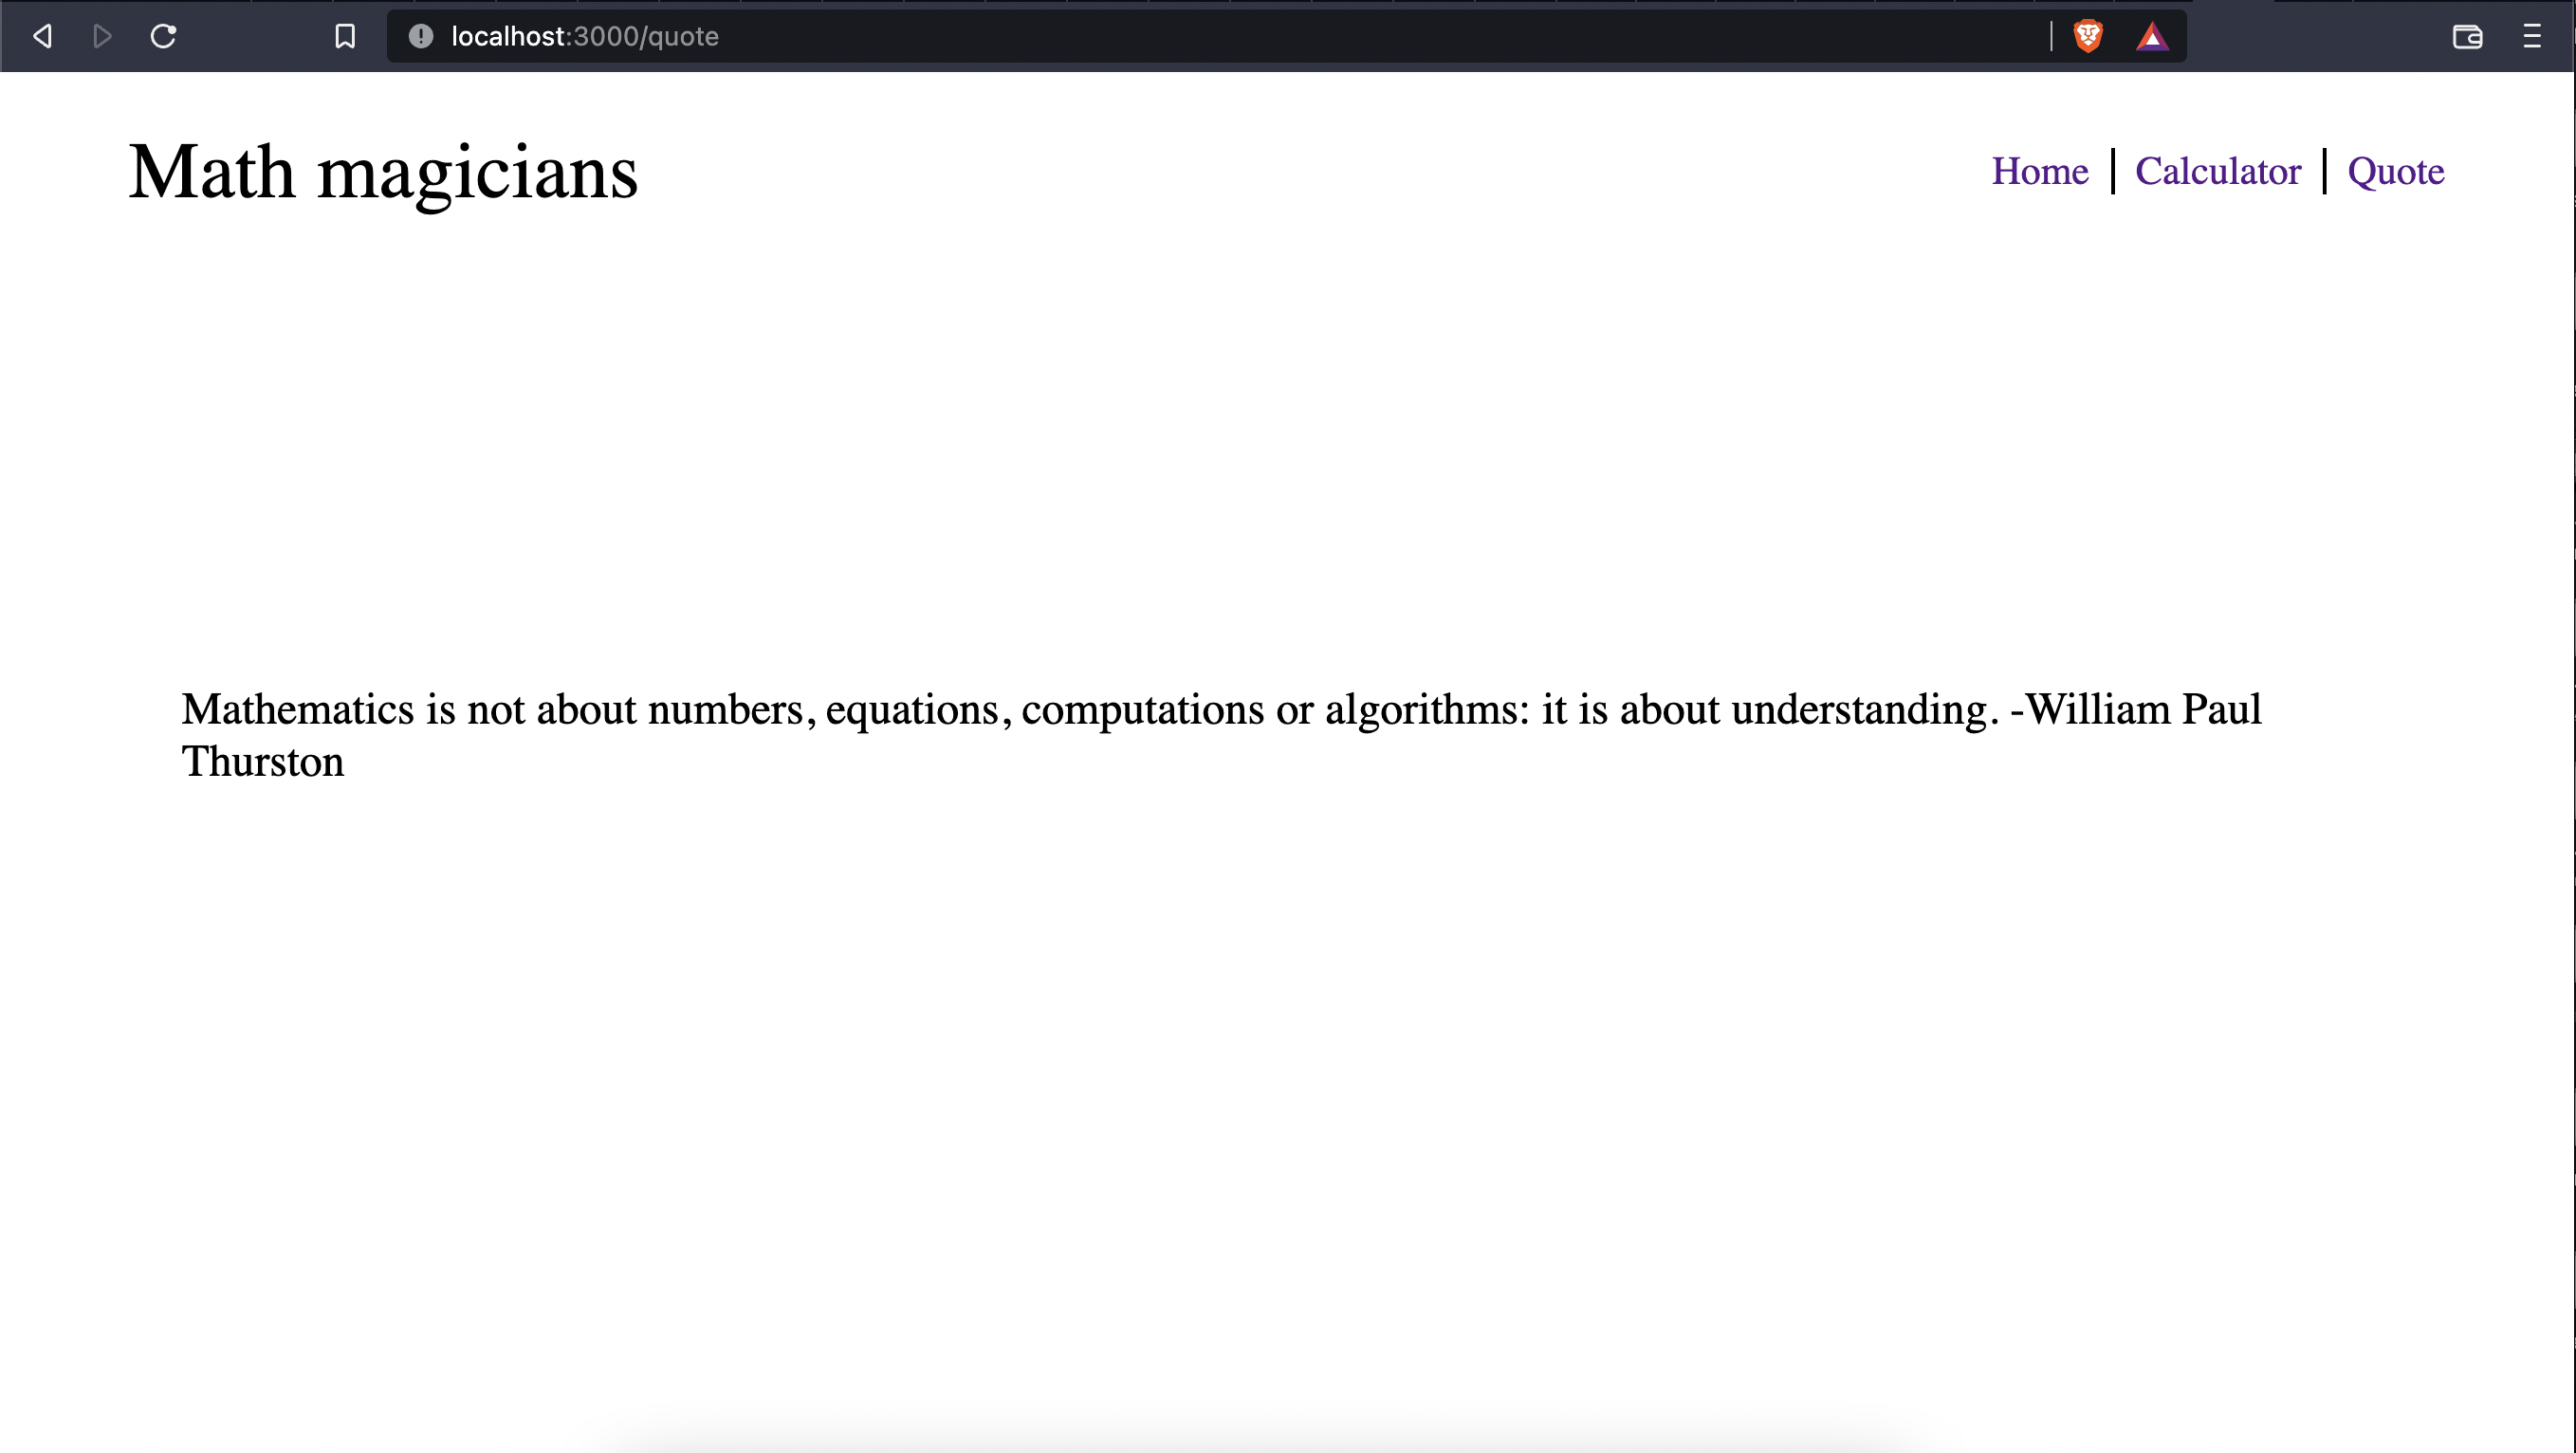 localhost:3000/quote
Math magicians
Home | Calculator | Quote
Mathematics is not about numbers, equations, computations or algorithms: it is about understanding. -William Paul
Thurston